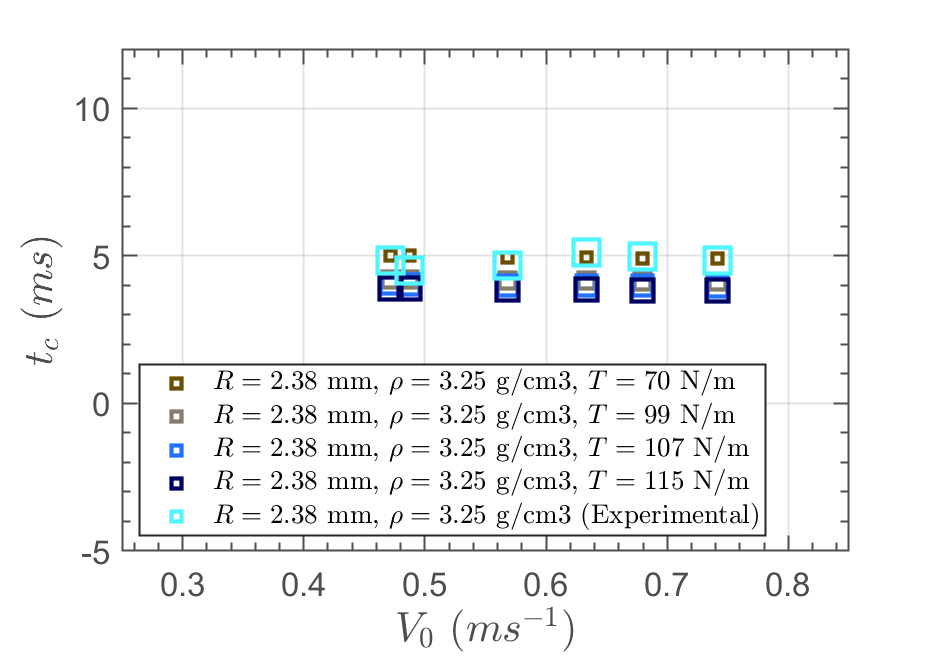 10
5
0
-5
t_c (ms)
R = 2.38 mm, ρ = 3.25 g/cm3, T = 70 N/m
R = 2.38 mm, ρ = 3.25 g/cm3, T = 99 N/m
R = 2.38 mm, ρ = 3.25 g/cm3, T = 107 N/m
R = 2.38 mm, ρ = 3.25 g/cm3, T = 115 N/m
R = 2.38 mm, ρ = 3.25 g/cm3 (Experimental)
0.3 0.4 0.5 0.6 0.7 0.8
V₀ (ms⁻¹)